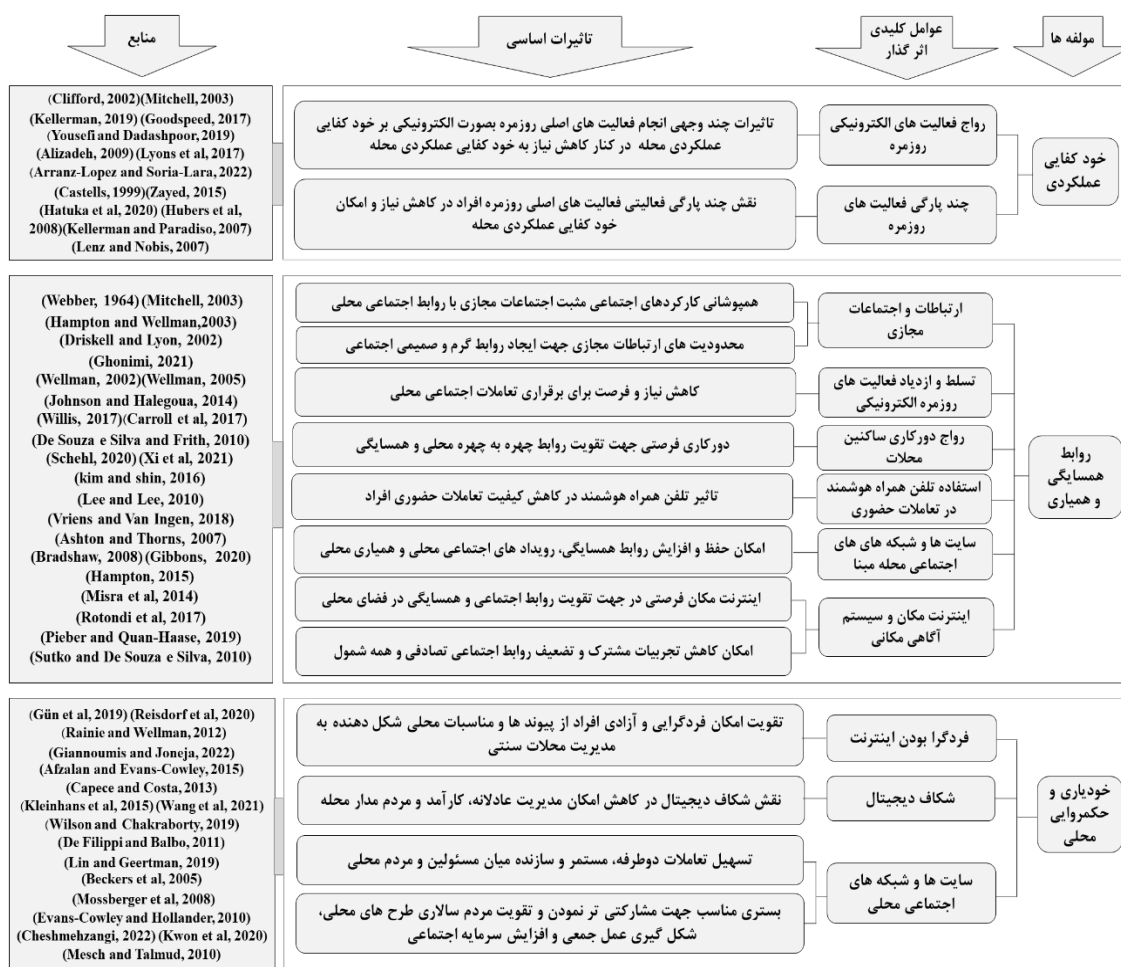 مولفه ها
عوامل کلیدی
اثر گذار
تاثیرات اساسی
منابع
خود کفایی
عملکردی
رواج فعالیت های الکترونیکی
روزمره
تاثیرات چند وجهی انجام فعالیت های اصلی روزمره بصورت الکترونیکی بر خود کفایی
عملکردی محله در کنار کاهش نیاز به خود کفایی عملکردی محله
چند پارگی فعالیت های
روزمره
نقش چند پارگی فعالیتی فعالیت های اصلی روزمره افراد در کاهش نیاز و امکان
خود کفایی عملکردی محله
(Clifford, 2002)(Mitchell, 2003)
(Kellerman, 2019) (Goodspeed, 2017)
(Yousefi and Dadashpoor, 2019)
(Alizadeh, 2009) (Lyons et al, 2017)
(Arranz-Lopez and Soria-Lara, 2022)
(Castells, 1999)(Zayed, 2015)
(Hatuka et al, 2020) (Hubers et al,
2008)(Kellerman and Paradiso, 2007)
(Lenz and Nobis, 2007)
روابط
همسایگی
و همیاری
ارتباطات و اجتماعات
مجازی
همپوشانی کارکردهای اجتماعی مثبت اجتماعات مجازی با روابط اجتماعی محلی
محدودیت های ارتباطات مجازی جهت ایجاد روابط گرم و صمیمی اجتماعی
تسلط و ازدیاد فعالیت های
روزمره الکترونیکی
کاهش نیاز و فرصت برای برقراری تعاملات اجتماعی محلی
رواج دورکاری ساکنین
محلات
دورکاری فرصتی جهت تقویت روابط چهره به چهره محلی و همسایگی
استفاده تلفن همراه هوشمند
در تعاملات حضوری
تاثیر تلفن همراه هوشمند در کاهش کیفیت تعاملات حضوری افراد
سایت ها و شبکه های های
اجتماعی محله مبنا
امکان حفظ و افزایش روابط همسایگی، رویداد های اجتماعی محلی و همیاری محلی
اینترنت مکان و سیستم
آگاهی مکانی
اینترنت مکان فرصتی در جهت تقویت روابط اجتماعی و همسایگی در فضای محلی
امکان کاهش تجربیات مشترک و تضعیف روابط اجتماعی تصادفی و همه شمول
(Webber, 1964) (Mitchell, 2003)
(Hampton and Wellman,2003)
(Driskell and Lyon, 2002)
(Ghonimi, 2021)
(Wellman, 2002)(Wellman, 2005)
(Johnson and Halegoua, 2014)
(Willis, 2017)(Carroll et al, 2017)
(De Souza e Silva and Frith, 2010)
(Schehl, 2020) (Xi et al, 2021)
(kim and shin, 2016)
(Lee and Lee, 2010)
(Vriens and Van Ingen, 2018)
(Ashton and Thorns, 2007)
(Bradshaw, 2008) (Gibbons, 2020)
(Hampton, 2015)
(Misra et al, 2014)
(Rotondi et al, 2017)
(Pieber and Quan-Haase, 2019)
(Sutko and De Souza e Silva, 2010)
خودیاری و
حکمروایی
محلی
فردگرا بودن اینترنت
تقویت امکان فردگرایی و آزادی افراد از پیوند ها و مناسبات محلی شکل دهنده به
مدیریت محلات سنتی
شکاف دیجیتال
نقش شکاف دیجیتال در کاهش امکان مدیریت عادلانه، کارآمد و مردم مدار محله
سایت ها و شبکه های
اجتماعی محلی
تسهیل تعاملات دوطرفه، مستمر و سازنده میان مسئولین و مردم محلی
بستری مناسب جهت مشارکتی تر نمودن و تقویت مردم سالاری طرح های محلی،
شکل گیری عمل جمعی و افزایش سرمایه اجتماعی
(Gün et al, 2019) (Reisdorf et al, 2020)
(Rainie and Wellman, 2012)
(Giannoumis and Joneja, 2022)
(Afzalan and Evans-Cowley, 2015)
(Capece and Costa, 2013)
(Kleinhans et al, 2015) (Wang et al, 2021)
(Wilson and Chakraborty, 2019)
(De Filippi and Balbo, 2011)
(Lin and Geertman, 2019)
(Beckers et al, 2005)
(Mossberger et al, 2008)
(Evans-Cowley and Hollander, 2010)
(Cheshmehzangi, 2022) (Kwon et al, 2020)
(Mesch and Talmud, 2010)